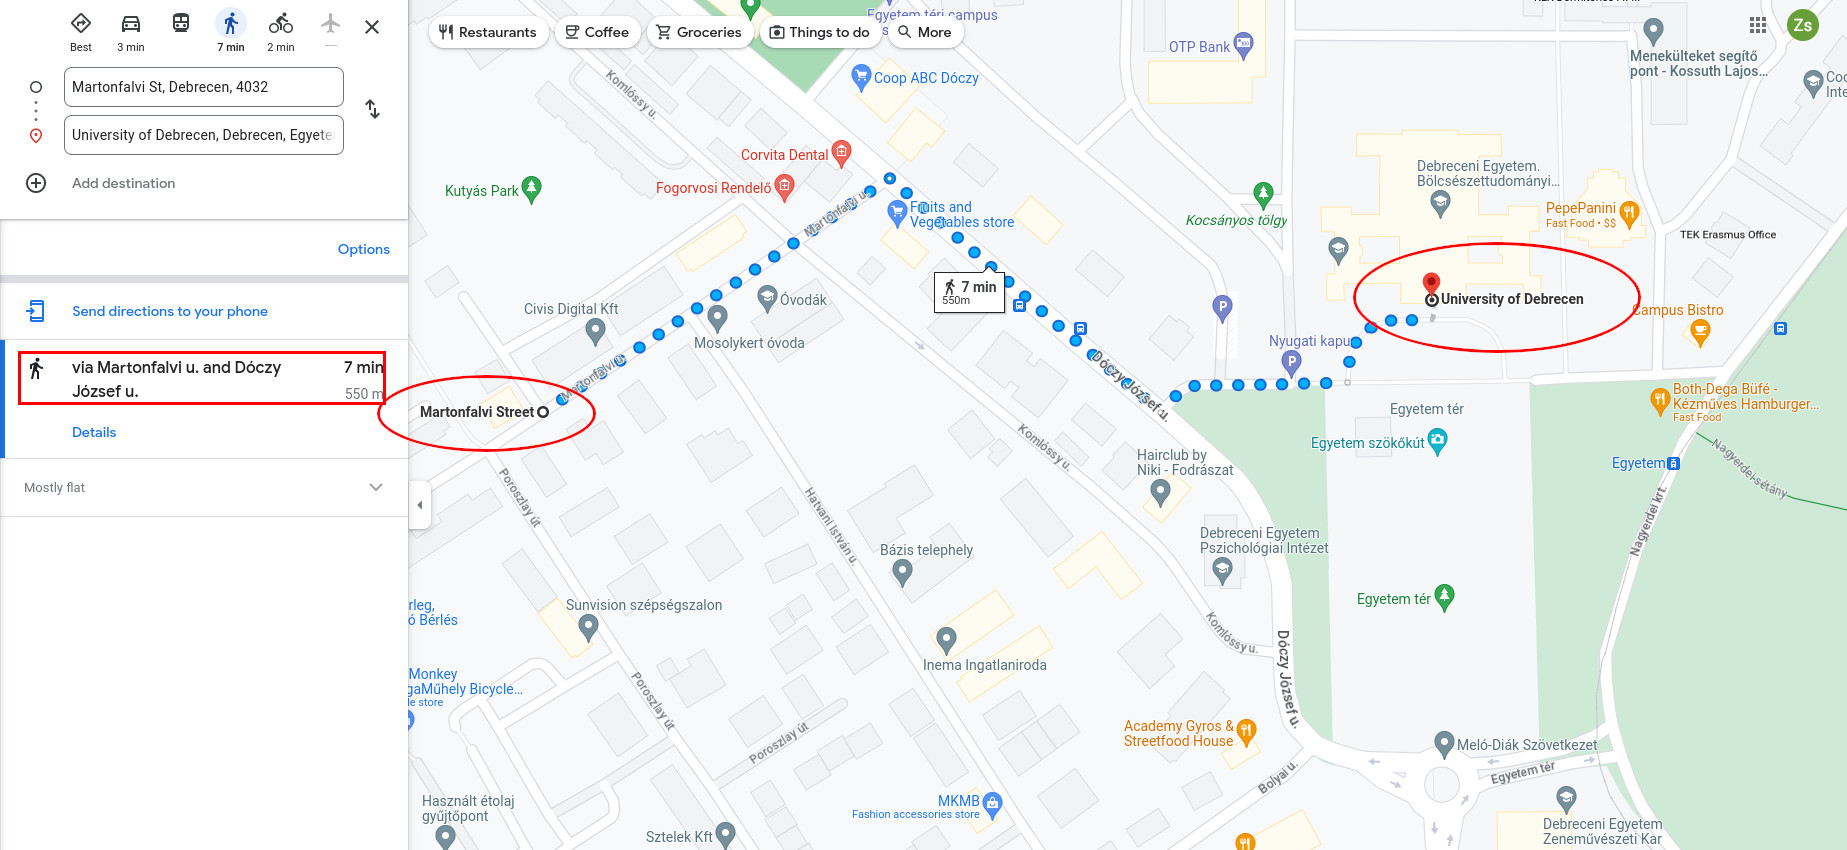 Best
3 min
7 min
2 min
—
Martonfalvi St, Debrecen, 4032
University of Debrecen, Debrecen, Egyete
Add destination
Options
Send directions to your phone
via Martonfalvi u. and Dóczy
József u.
7 min
550 m
Details
Mostly flat
Restaurants
Coffee
Groceries
Things to do
More
Zs
Egyetem téri campus
OTP Bank
Menekülteket segítő
pont - Kossuth Lajos...
Coo
Inte
Coop ABC Dóczy
Komlóssy u.
Corvita Dental
Fogorvosi Rendelő
Kutyás Park
Martonfalvi u.
Fruits and
Vegetables store
Kocsányos tölgy
Debreceni Egyetem.
Bölcsészettudományi...
PepePanini
Fast Food • $$
TEK Erasmus Office
7 min
550m
University of Debrecen
Campus Bistro
Óvodák
Civis Digital Kft
Mosolykert óvoda
P
Nyugati kapu
P
Martonfalvi u.
Martonfalvi Street
Dóczy József u.
Both-Dega Büfé -
Kézműves Hamburger...
Fast Food
Egyetem tér
Egyetem szökőkút
Egyetem
Nagyerdei-sétány
Komlóssy u.
Hairclub by
Niki - Fodrászat
Poroszlay út
Hatvani István u.
Nagyerdei krt.
Debreceni Egyetem
Pszichológiai Intézet
Bázis telephely
Egyetem tér
rleg,
ó Bérlés
Sunvision szépségszalon
Komlóssy u.
Inema Ingatlaniroda
Dóczy József u.
Monkey
gaMűhely Bicycle...
le store
Poroszlay út
Poroszlay út
Academy Gyros &
Streetfood House
Meló-Diák Szövetkezet
Egyetem tér
Bolyai u.
MKMB
Fashion accessories store
Használt étolaj
gyűjtőpont
Sztelek Kft
Debreceni Egyetem
Zeneművészeti Kar